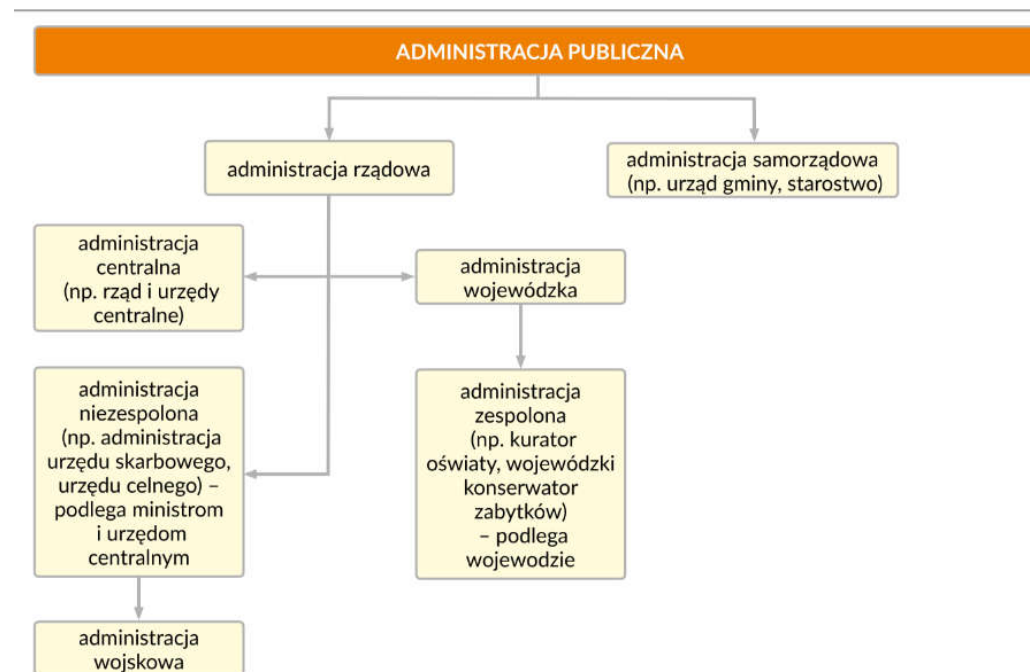 ADMINISTRACJA PUBLICZNA
administracja rządowa
administracja samorządowa
(np. urząd gminy, starostwo)
administracja
centralna
(np. rząd i urzędy
centralne)
administracja
wojewódzka
administracja
niezespolona
(np. administracja
urzędu skarbowego,
urzędu celnego) –
podlega ministrom
i urzędom
centralnym
administracja
zespolona
(np. kurator
oświaty, wojewódzki
konserwator
zabytków)
– podlega
wojewodzie
administracja
wojskowa